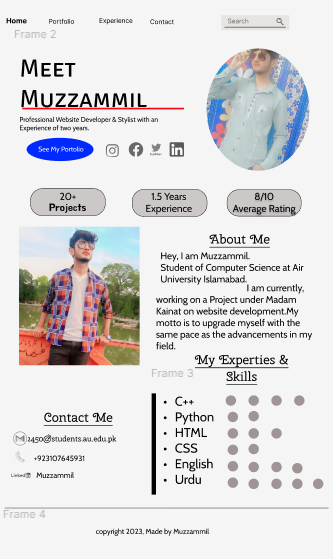 Home Portfolio Experience Contact Search
Frame 2
MEET
MUZZAMMIL
Professional Website Developer & Stylist with an
Experience of two years.
See My Portolio
twitter
20+
Projects
1.5 Years
Experience
8/10
Average Rating
About Me
Hey, I am Muzzammil.
Student of Computer Science at Air
University Islamabad.
I am currently,
working on a Project under Madam
Kainat on website development.My
motto is to upgrade myself with the
same pace as the advancements in my
field.
Frame 3
My Experties &
Skills
• C++
• Python
• HTML
• CSS
• English
• Urdu
Contact Me
12450@students.au.edu.pk
+923107645931
Linked in Muzzammil
Frame 4
copyright 2023, Made by Muzzammil